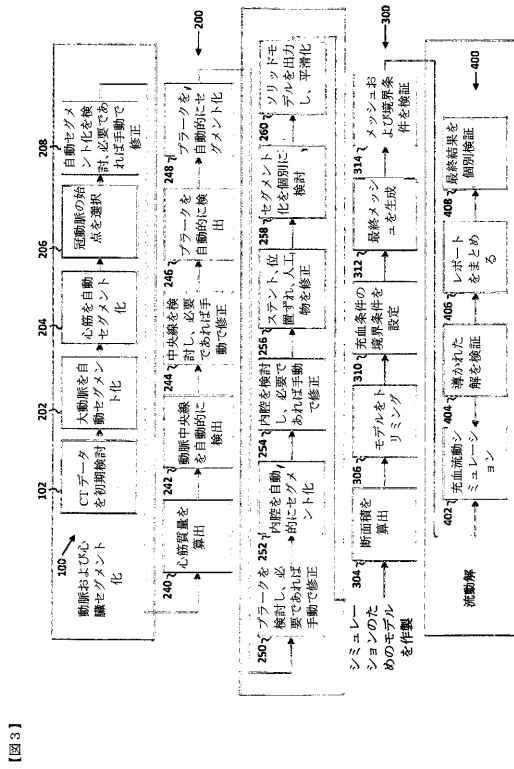 【図３】
100
動脈および心
臓セグメント
化
102
CT データ
を初期検討
202
大動脈を自
動セグメン
ト化
204
心筋を自動
セグメント
化
206
冠動脈の始
点を選択
208
自動セグメ
ント化を検
討、必要であ
れば手動で
修正
200
240
心筋質量を
算出
242
動脈中央線
を自動的に
検出
244
中央線を検
討し、必要
であれば手
動で修正
246
プラークを
自動的に検
出
248
プラークを
自動的にセ
グメント化
250
プラークを
検討し、必
要であれば
手動で修正
252
内腔を自動
的にセグメ
ント化
254
内腔を検討
し、必要で
あれば手動
で修正
256
ステント、位
置ずれ、人工
物を修正
258
セグメント
化を個別に
検討
260
ソリッドモ
デルを出力
し、平滑化
シミュレー
ションのた
めのモデル
を作製
300
304
断面積を
算出
306
モデルをト
リミング
310
充血条件の
境界条件を
設定
312
最終メッシ
ュを生成
314
メッシュお
よび境界条
件を検証
流動解
400
402
充血流動シ
ミュレーシ
ョン
404
導かれた
解を検証
406
レポート
をまとめ
る
408
最終結果を
個別検証